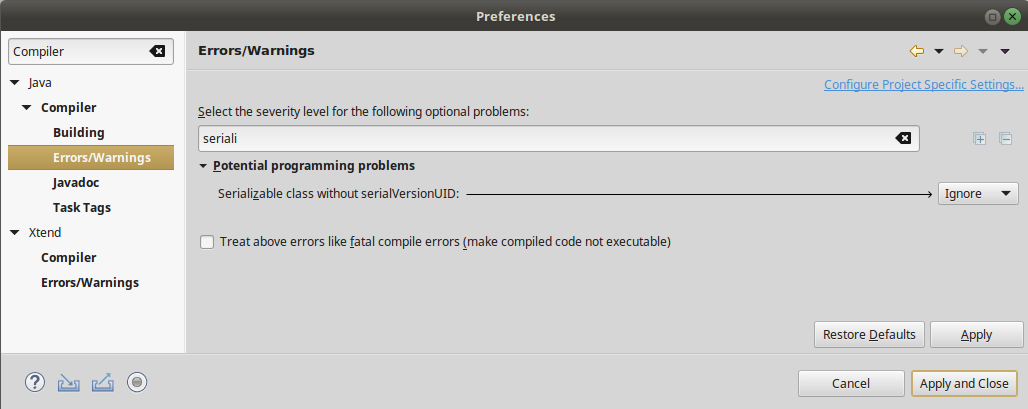 Preferences
Compiler
Java
Compiler
Building
Errors/Warnings
Javadoc
Task Tags
Xtend
Compiler
Errors/Warnings
Errors/Warnings
Configure Project Specific Settings...
Select the severity level for the following optional problems:
seriali
Potential programming problems
Serializable class without serialVersionUID:
Ignore
Treat above errors like fatal compile errors (make compiled code not executable)
Restore Defaults
Apply
?
Cancel
Apply and Close